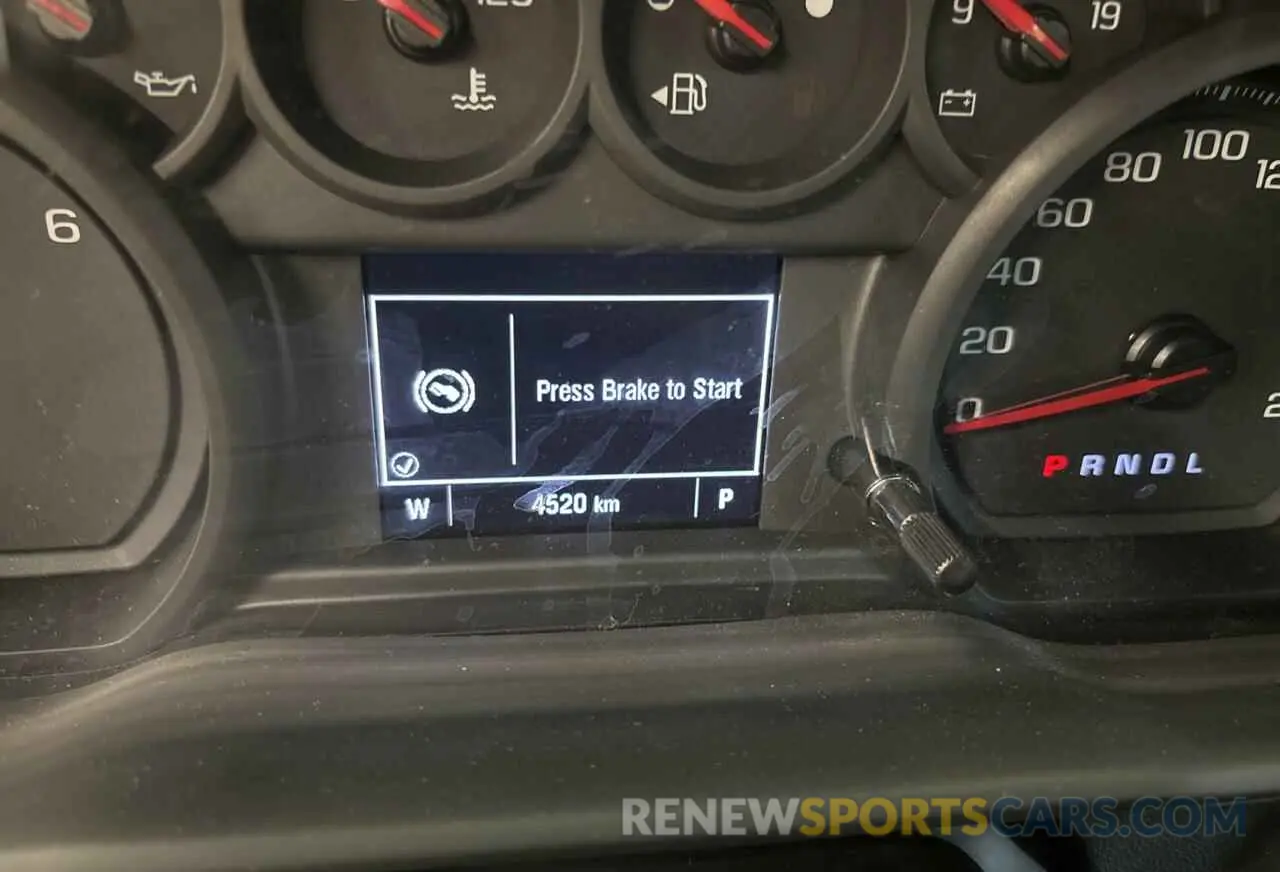 9 19
6
100
80
60
40
20
0
Press Brake to Start
W 4520 km P
P R N D L
RENEWSPORTSCARS.COM